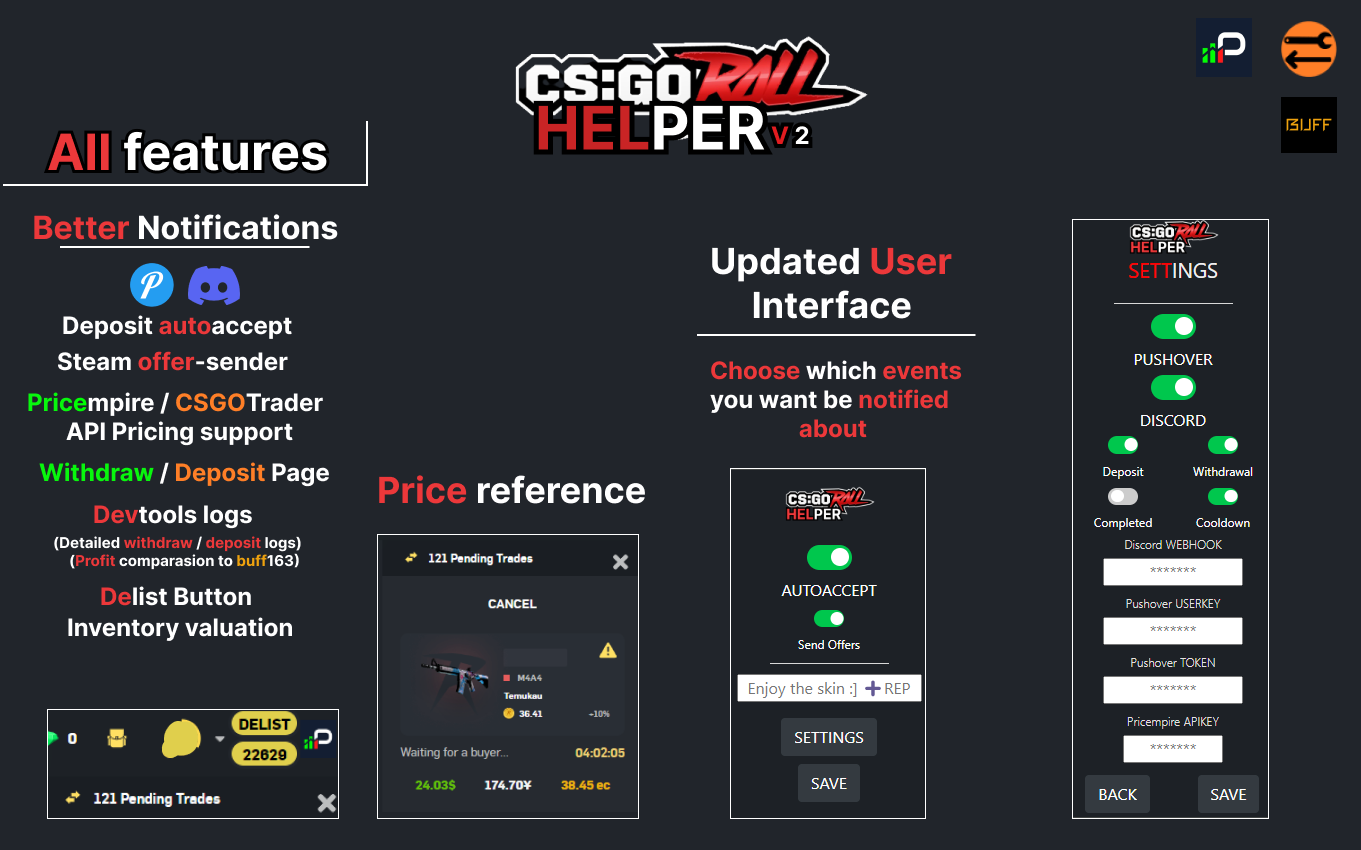 CS:GO ROLL
HELPER V 2
P
BUFF
All features
Better Notifications
Deposit autoaccept
Steam offer-sender
Pricempire / CSGOTrader
API Pricing support
Withdraw / Deposit Page
Devtools logs
(Detailed withdraw / deposit logs)
(Profit comparasion to buff163)
Delist Button
Inventory valuation
0
DELIST
22629
P
121 Pending Trades
Price reference
121 Pending Trades
CANCEL
M4A4
Temukau
36.41
+10%
Waiting for a buyer...
04:02:05
24.03$ 174.70¥ 38.45 ec
Updated User
Interface
Choose which events
you want be notified
about
CS:GO ROLL
HELPER
AUTOACCEPT
Send Offers
Enjoy the skin :] ➕REP
SETTINGS
SAVE
CS:GO ROLL
HELPER
SETTINGS
PUSHOVER
DISCORD
Deposit Withdrawal
Completed Cooldown
Discord WEBHOOK
*******
Pushover USERKEY
*******
Pushover TOKEN
*******
Pricempire APIKEY
*******
BACK SAVE